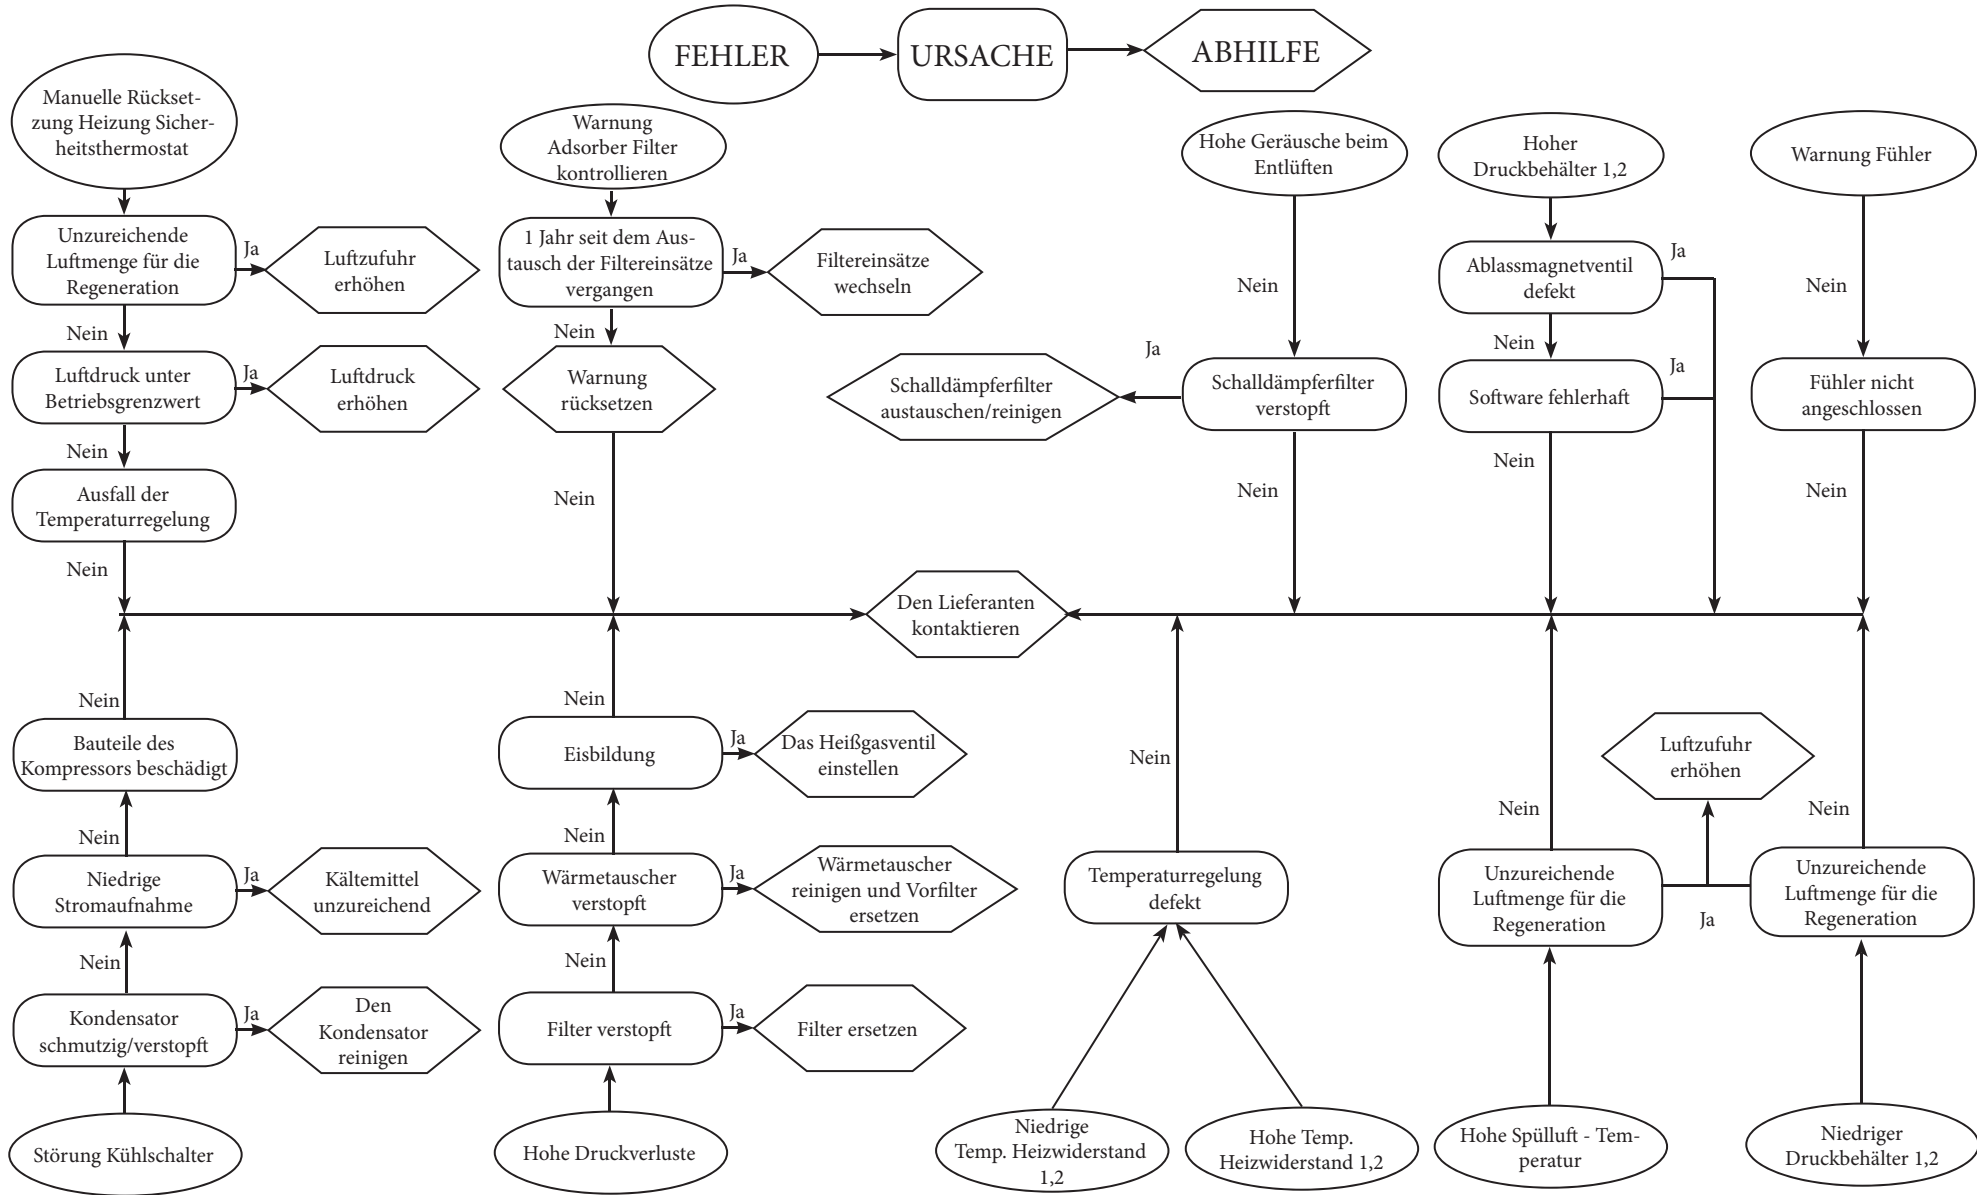 FEHLER
URSACHE
ABHILFE
Manuelle Rückset-
zung Heizung Sicher-
heitsthermostat
Unzureichende
Luftmenge für die
Regeneration
Ja
Luftzufuhr
erhöhen
Nein
Luftdruck unter
Betriebsgrenzwert
Ja
Luftdruck
erhöhen
Nein
Ausfall der
Temperaturregelung
Nein
Warnung
Adsorber Filter
kontrollieren
1 Jahr seit dem Aus-
tausch der Filtereinsätze
vergangen
Ja
Filtereinsätze
wechseln
Nein
Warnung
rücksetzen
Nein
Hohe Geräusche beim
Entlüften
Nein
Schalldämpferfilter
verstopft
Ja
Schalldämpferfilter
austauschen/reinigen
Nein
Hoher
Druckbehälter 1,2
Ablassmagnetventil
defekt
Ja
Nein
Software fehlerhaft
Ja
Nein
Warnung Fühler
Nein
Fühler nicht
angeschlossen
Nein
Den Lieferanten
kontaktieren
Nein
Bauteile des
Kompressors beschädigt
Nein
Niedrige
Stromaufnahme
Ja
Kältemittel
unzureichend
Nein
Kondensator
schmutzig/verstopft
Ja
Den
Kondensator
reinigen
Störung Kühlschalter
Nein
Eisbildung
Ja
Das Heißgasventil
einstellen
Nein
Wärmetauscher
verstopft
Ja
Wärmetauscher
reinigen und Vorfilter
ersetzen
Nein
Filter verstopft
Ja
Filter ersetzen
Hohe Druckverluste
Nein
Temperaturregelung
defekt
Niedrige
Temp. Heizwiderstand
1,2
Hohe Temp.
Heizwiderstand 1,2
Nein
Unzureichende
Luftmenge für die
Regeneration
Hohe Spülluft - Tem-
peratur
Luftzufuhr
erhöhen
Ja
Nein
Unzureichende
Luftmenge für die
Regeneration
Niedriger
Druckbehälter 1,2